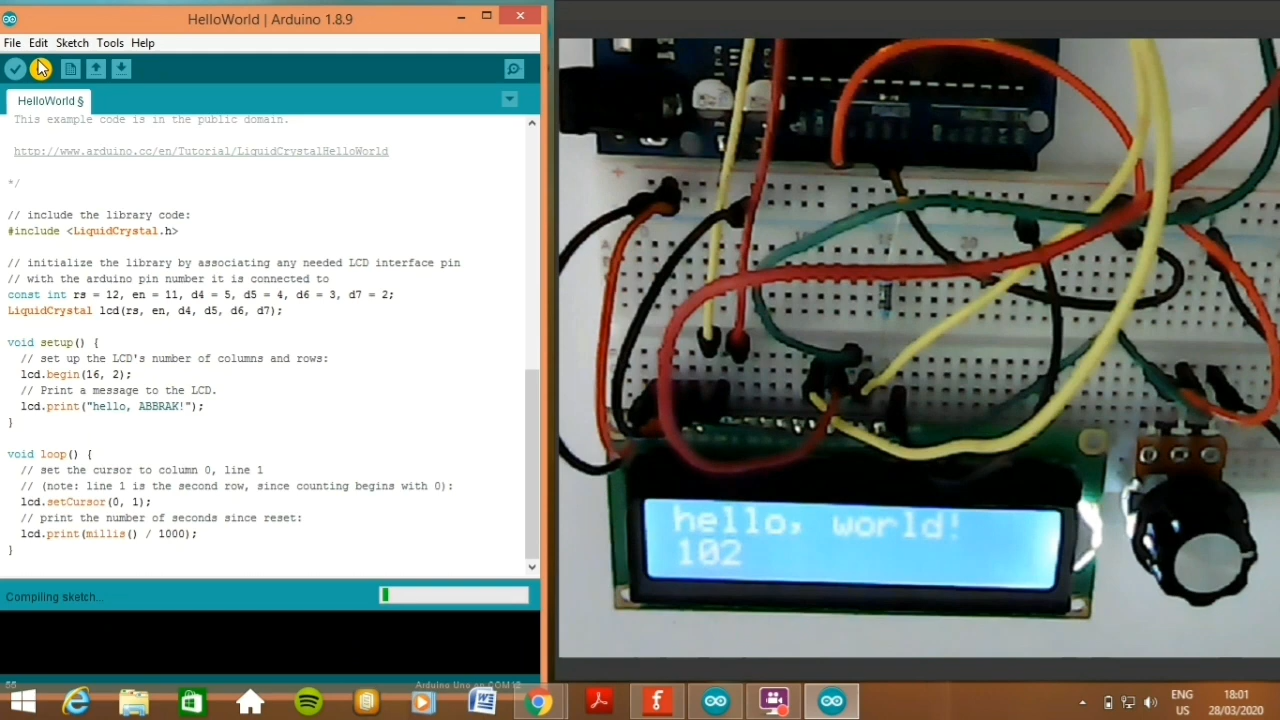 HelloWorld | Arduino 1.8.9
File Edit Sketch Tools Help
HelloWorld §
This example code is in the public domain.
http://www.arduino.cc/en/Tutorial/LiquidCrystalHelloWorld
*/
// include the library code:
#include <LiquidCrystal.h>
// initialize the library by associating any needed LCD interface pin
// with the arduino pin number it is connected to
const int rs = 12, en = 11, d4 = 5, d5 = 4, d6 = 3, d7 = 2;
LiquidCrystal lcd(rs, en, d4, d5, d6, d7);
void setup() {
// set up the LCD's number of columns and rows:
lcd.begin(16, 2);
// Print a message to the LCD.
lcd.print("hello, ABBRAK!");
}
void loop() {
// set the cursor to column 0, line 1
// (note: line 1 is the second row, since counting begins with 0):
lcd.setCursor(0, 1);
// print the number of seconds since reset:
lcd.print(millis() / 1000);
}
Compiling sketch...
hello, world!
102
ENG
US
18:01
28/03/2020